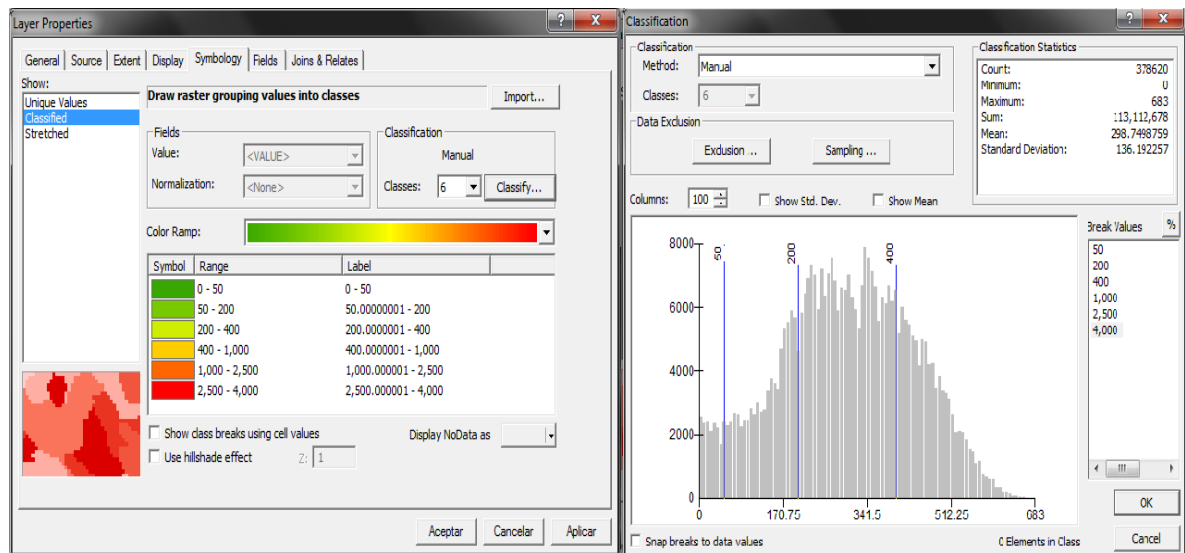 Layer Properties
General Source Extent Display Symbology Fields Joins & Relates
Show:
Unique Values
Classified
Stretched
Draw raster grouping values into classes
Import...
Fields
Value: <VALUE>
Normalization: <None>
Classification
Manual
Classes: 6 Classify...
Color Ramp:
Symbol Range Label
0 - 50 0 - 50
50 - 200 50.00000001 - 200
200 - 400 200.0000001 - 400
400 - 1,000 400.0000001 - 1,000
1,000 - 2,500 1,000.000001 - 2,500
2,500 - 4,000 2,500.000001 - 4,000
Show class breaks using cell values
Display NoData as
Use hillshade effect Z: 1
Aceptar Cancelar Aplicar
Classification
Classification
Method: Manual
Classes: 6
Data Exclusion
Exclusion ... Sampling ...
Classification Statistics
Count: 378620
Minimum: 0
Maximum: 683
Sum: 113,112,678
Mean: 298.7498759
Standard Deviation: 136.192257
Columns: 100 Show Std. Dev. Show Mean
Break Values %
50
200
400
1,000
2,500
4,000
50 200 400
8000
6000
4000
2000
0
0 170.75 341.5 512.25 683
OK
Snap breaks to data values
0 Elements in Class
Cancel